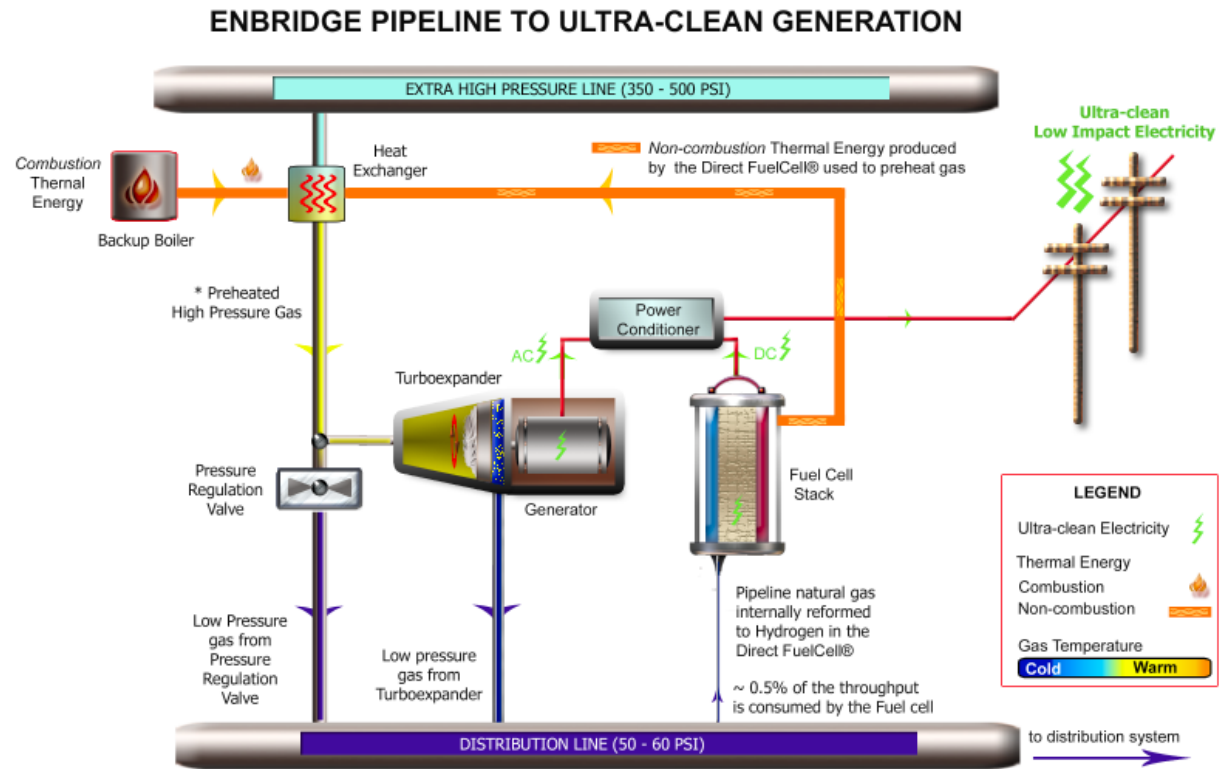 ENBRIDGE PIPELINE TO ULTRA-CLEAN GENERATION
EXTRA HIGH PRESSURE LINE (350 - 500 PSI)
Ultra-clean
Low Impact Electricity
Combustion
Thernal
Energy
Backup Boiler
Heat
Exchanger
Non-combustion Thermal Energy produced
by the Direct FuelCell® used to preheat gas
* Preheated
High Pressure Gas
Power
Conditioner
AC
DC
Turboexpander
Generator
Fuel Cell
Stack
Pressure
Regulation
Valve
LEGEND
Ultra-clean Electricity
Thermal Energy
Combustion
Non-combustion
Gas Temperature
Cold
Warm
Low Pressure
gas from
Pressure
Regulation
Valve
Low pressure
gas from
Turboexpander
Pipeline natural gas
internally reformed
to Hydrogen in the
Direct FuelCell®
~ 0.5% of the throughput
is consumed by the Fuel cell
DISTRIBUTION LINE (50 - 60 PSI)
to distribution system